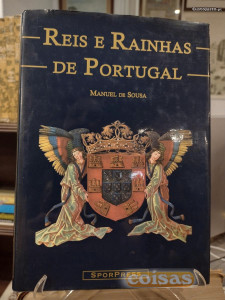 REIS E RAINHAS
DE PORTUGAL
MANUEL DE SOUSA
SPORPRESS
coisas